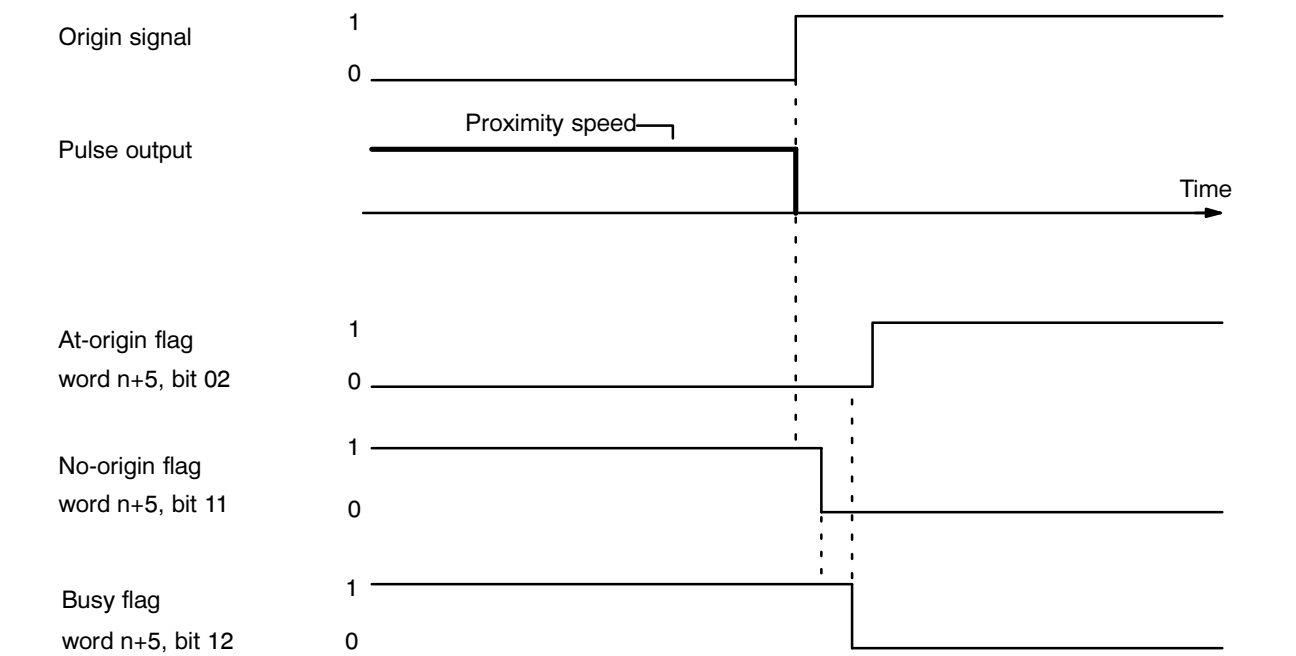 Origin signal
1
0
Proximity speed
Pulse output
Time
At-origin flag
word n+5, bit 02
1
0
No-origin flag
word n+5, bit 11
1
0
Busy flag
word n+5, bit 12
1
0